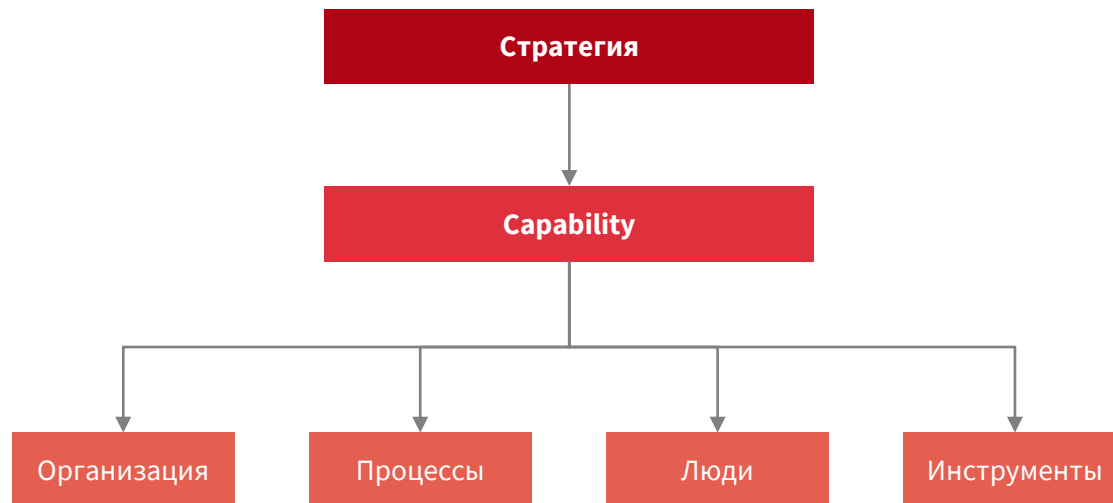 Стратегия
Capability
Организация
Процессы
Люди
Инструменты